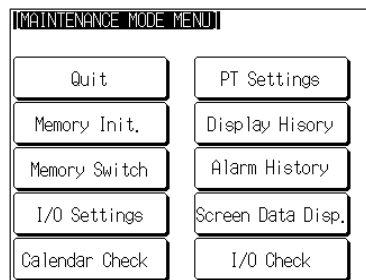 [MAINTENANCE MODE MENU]
Quit
PT Settings
Memory Init.
Display Hisory
Memory Switch
Alarm History
I/O Settings
Screen Data Disp.
Calendar Check
I/O Check